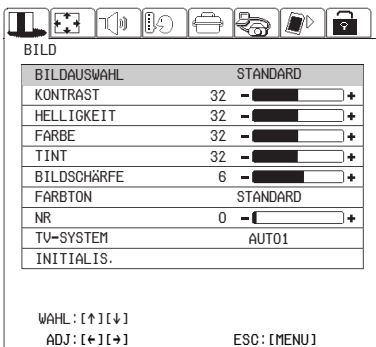 BILD
BILDAUSWAHL STANDARD
KONTRAST 32 - +
HELLIGKEIT 32 - +
FARBE 32 - +
TINT 32 - +
BILDSCHÄRFE 6 - +
FARBTON STANDARD
NR 0 - +
TV-SYSTEM AUTO1
INITIALIS.
WAHL:[↑][↓]
ADJ:[←][→] ESC:[MENU]